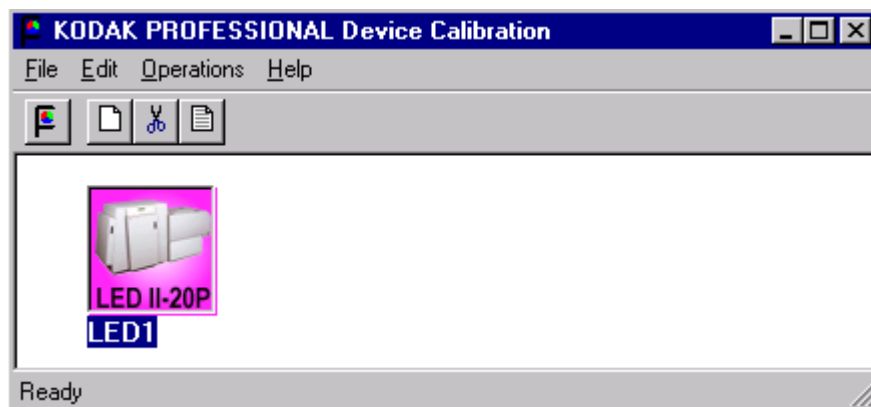 KODAK PROFESSIONAL Device Calibration
File Edit Operations Help
LED II-20P
LED1
Ready